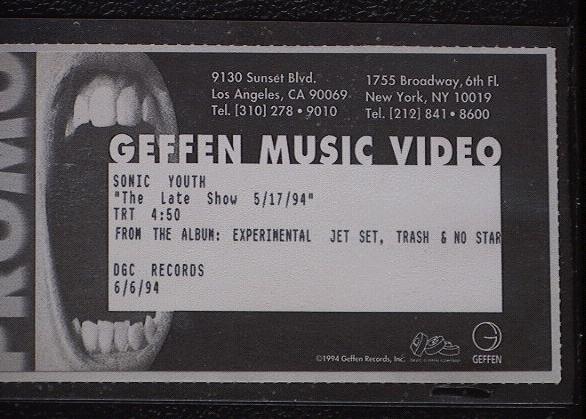 PROMO
9130 Sunset Blvd.
Los Angeles, CA 90069
Tel. [310] 278 • 9010
1755 Broadway, 6th Fl.
New York, NY 10019
Tel. [212] 841 • 8600
GEFFEN MUSIC VIDEO
SONIC YOUTH
"The Late Show 5/17/94"
TRT 4:50
FROM THE ALBUM: EXPERIMENTAL JET SET, TRASH & NO STAR
DGC RECORDS
6/6/94
©1994 Geffen Records, Inc.
GEFFEN